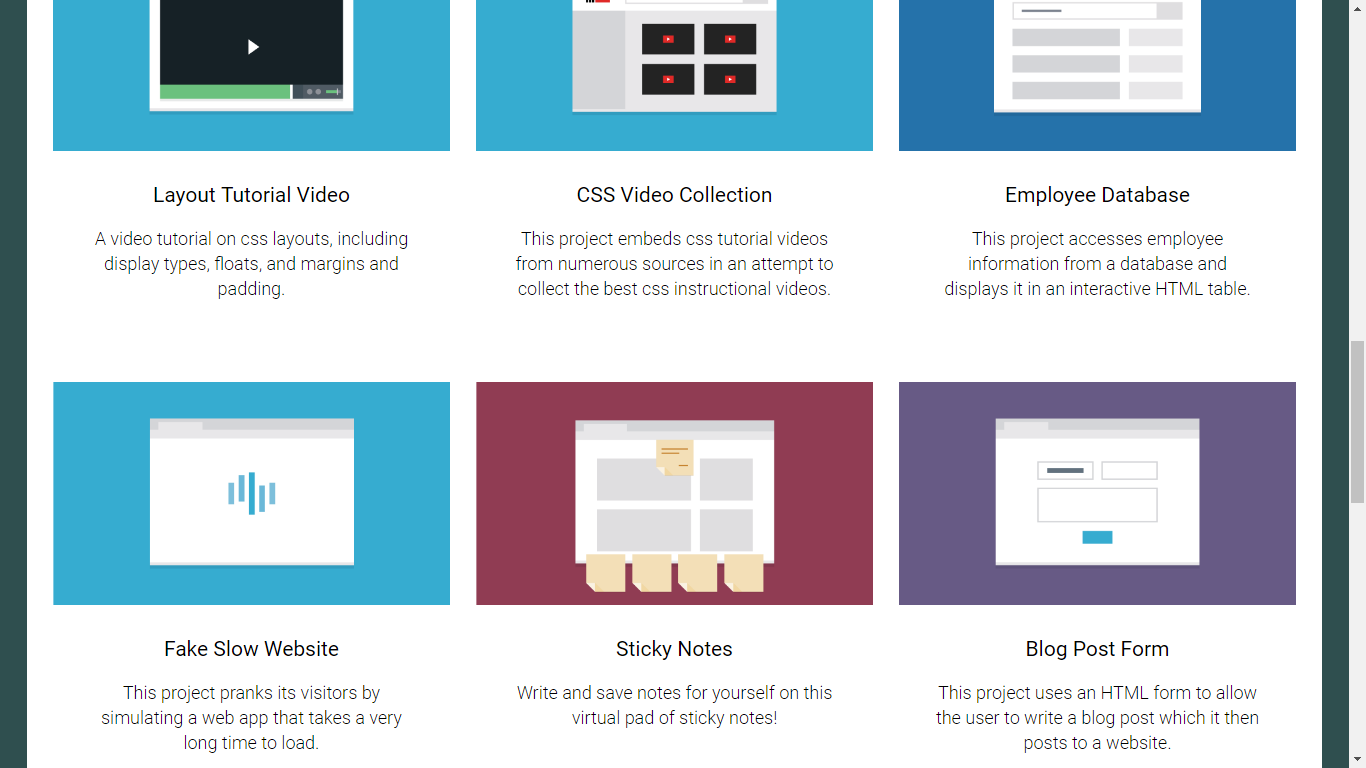 Layout Tutorial Video
A video tutorial on css layouts, including
display types, floats, and margins and
padding.
CSS Video Collection
This project embeds css tutorial videos
from numerous sources in an attempt to
collect the best css instructional videos.
Employee Database
This project accesses employee
information from a database and
displays it in an interactive HTML table.
Fake Slow Website
This project pranks its visitors by
simulating a web app that takes a very
long time to load.
Sticky Notes
Write and save notes for yourself on this
virtual pad of sticky notes!
Blog Post Form
This project uses an HTML form to allow
the user to write a blog post which it then
posts to a website.